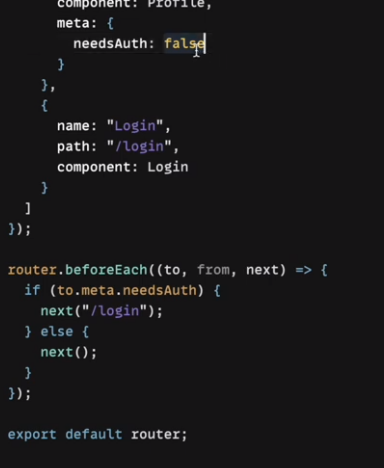 component: Profile,
meta: {
needsAuth: false
}
},
{
name: "Login",
path: "/login",
component: Login
}
]
});
router.beforeEach((to, from, next) => {
if (to.meta.needsAuth) {
next("/login");
} else {
next();
}
});
export default router;